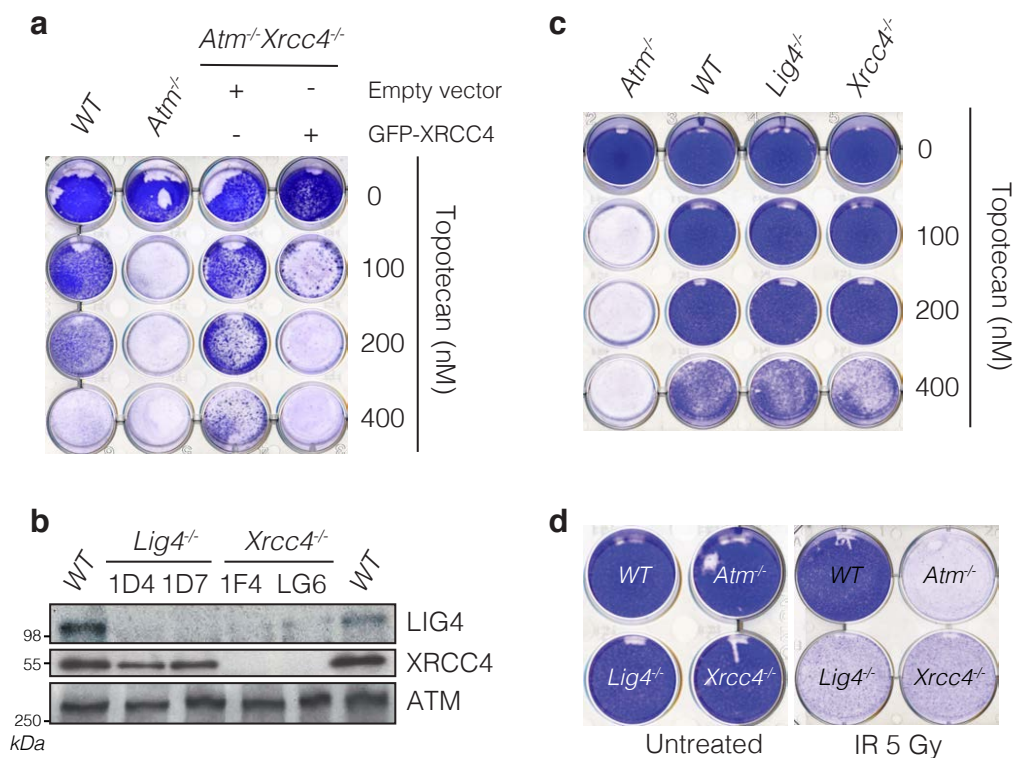 a
Atm-/-Xrcc4-/-
WT
Atm-/-
+ - Empty vector
- + GFP-XRCC4
0
100
200
400
Topotecan (nM)
c
Atm-/-
WT
Lig4-/-
Xrcc4-/-
0
100
200
400
Topotecan (nM)
b
WT
Lig4-/-
Xrcc4-/-
WT
1D4 1D7 1F4 LG6
98
LIG4
55
XRCC4
ATM
250
kDa
d
WT Atm-/- WT Atm-/-
Lig4-/- Xrcc4-/- Lig4-/- Xrcc4-/-
Untreated IR 5 Gy